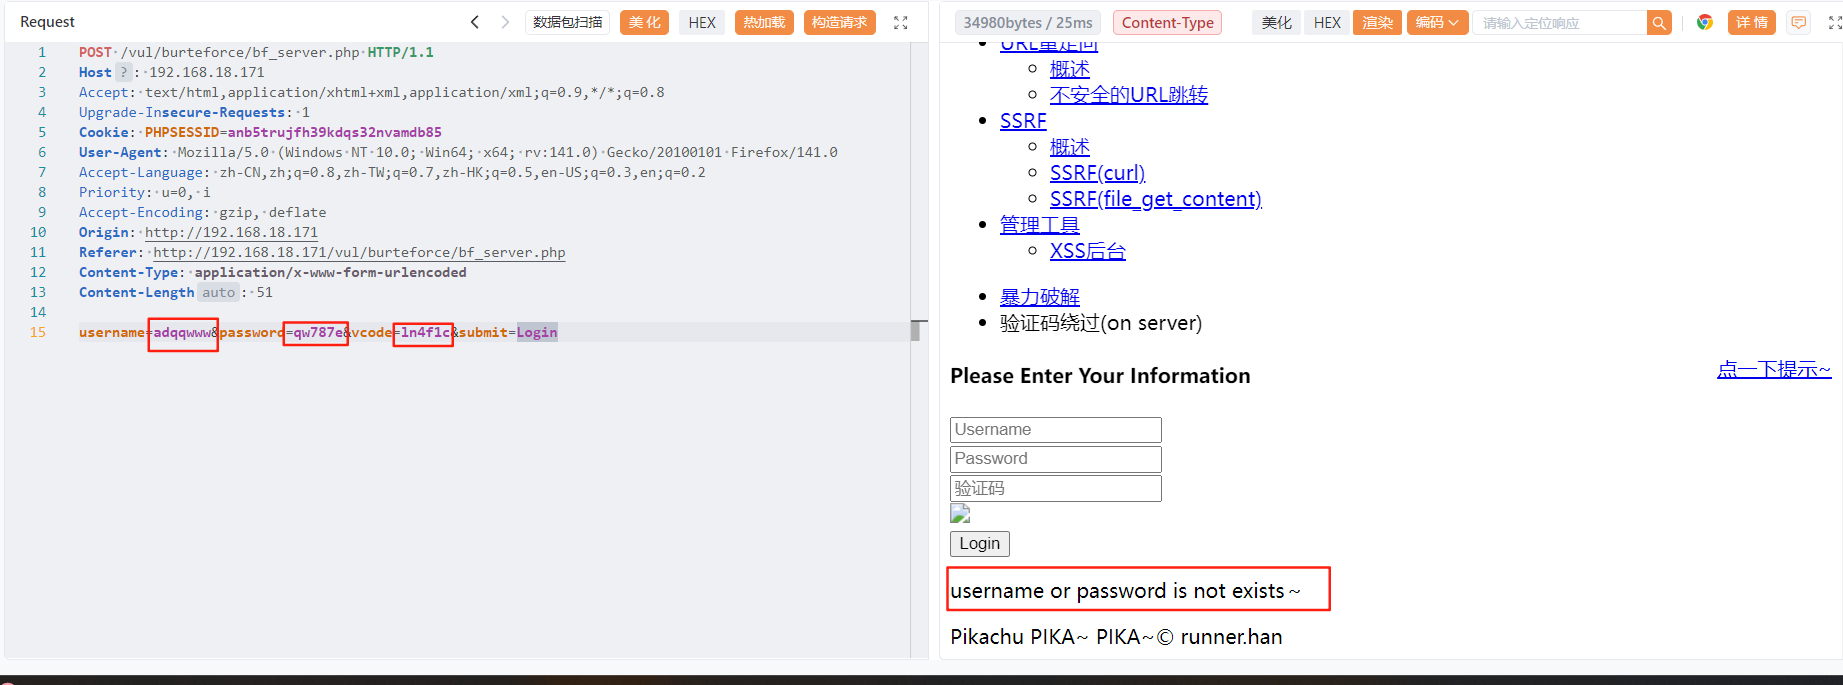 Request 数据包扫描 美化 HEX 热加载 构造请求
1 POST /vul/burteforce/bf_server.php HTTP/1.1
2 Host ? : 192.168.18.171
3 Accept: text/html,application/xhtml+xml,application/xml;q=0.9,*/*;q=0.8
4 Upgrade-Insecure-Requests: 1
5 Cookie: PHPSESSID=anb5trujfh39kdqs32nvamdb85
6 User-Agent: Mozilla/5.0 (Windows NT 10.0; Win64; x64; rv:141.0) Gecko/20100101 Firefox/141.0
7 Accept-Language: zh-CN,zh;q=0.8,zh-TW;q=0.7,zh-HK;q=0.5,en-US;q=0.3,en;q=0.2
8 Priority: u=0, i
9 Accept-Encoding: gzip, deflate
10 Origin: http://192.168.18.171
11 Referer: http://192.168.18.171/vul/burteforce/bf_server.php
12 Content-Type: application/x-www-form-urlencoded
13 Content-Length auto : 51
14
15 username=adqqwww&password=qw787e&vcode=ln4f1c&submit=Login
34980bytes / 25ms Content-Type 美化 HEX 渲染 编码 请输入定位响应 详情
URL重定向
概述
不安全的URL跳转
SSRF
概述
SSRF(curl)
SSRF(file_get_content)
管理工具
XSS后台
暴力破解
验证码绕过(on server)
Please Enter Your Information 点一下提示~
Username
Password
验证码
Login
username or password is not exists～
Pikachu PIKA~ PIKA~© runner.han